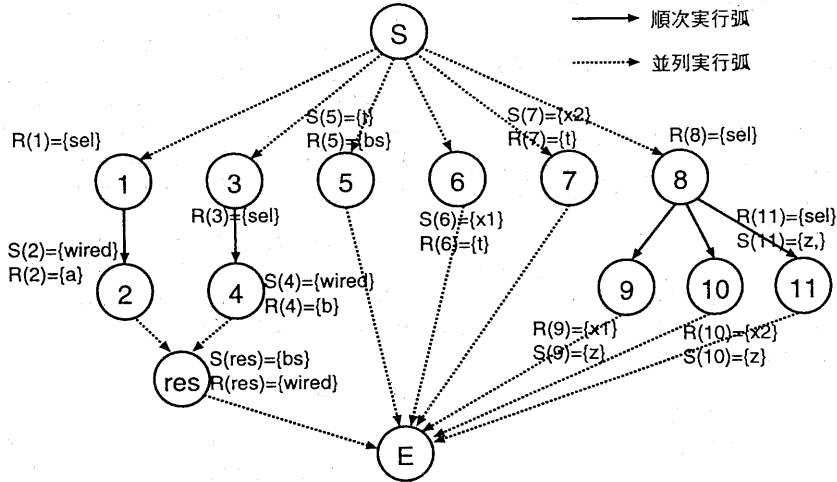 S
順次実行弧
並列実行弧
R(1)={sel}
S(5)={t}
R(5)={bs}
S(7)={x2}
R(7)={t}
R(8)={sel}
1
3
5
6
7
8
R(3)={sel}
S(6)={x1}
R(6)={t}
R(11)={sel}
S(11)={z,}
S(2)={wired}
R(2)={a}
2
4
S(4)={wired}
R(4)={b}
9
10
11
R(9)={x1}
S(9)={z}
R(10)={x2}
S(10)={z}
res
S(res)={bs}
R(res)={wired}
E